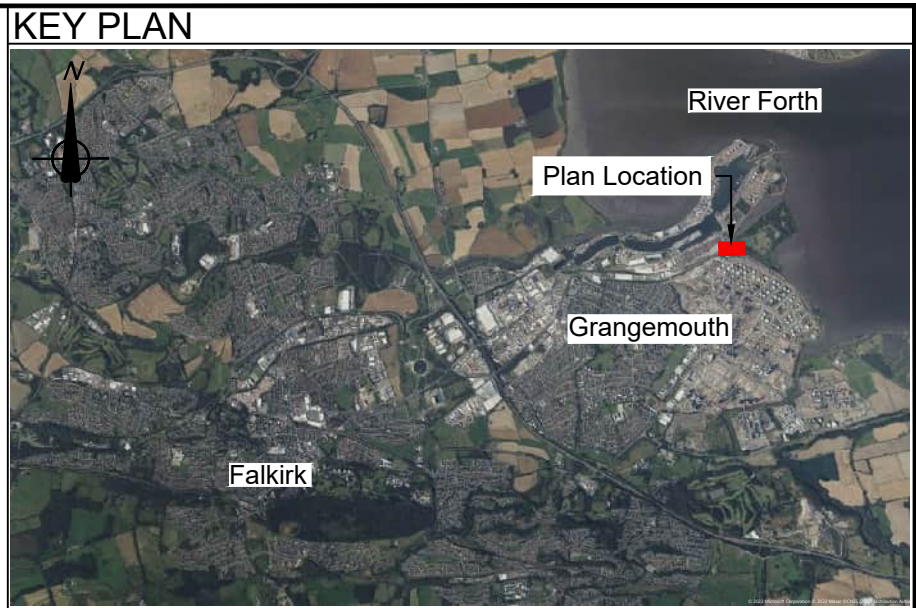 KEY PLAN
N
River Forth
Plan Location
Grangemouth
Falkirk